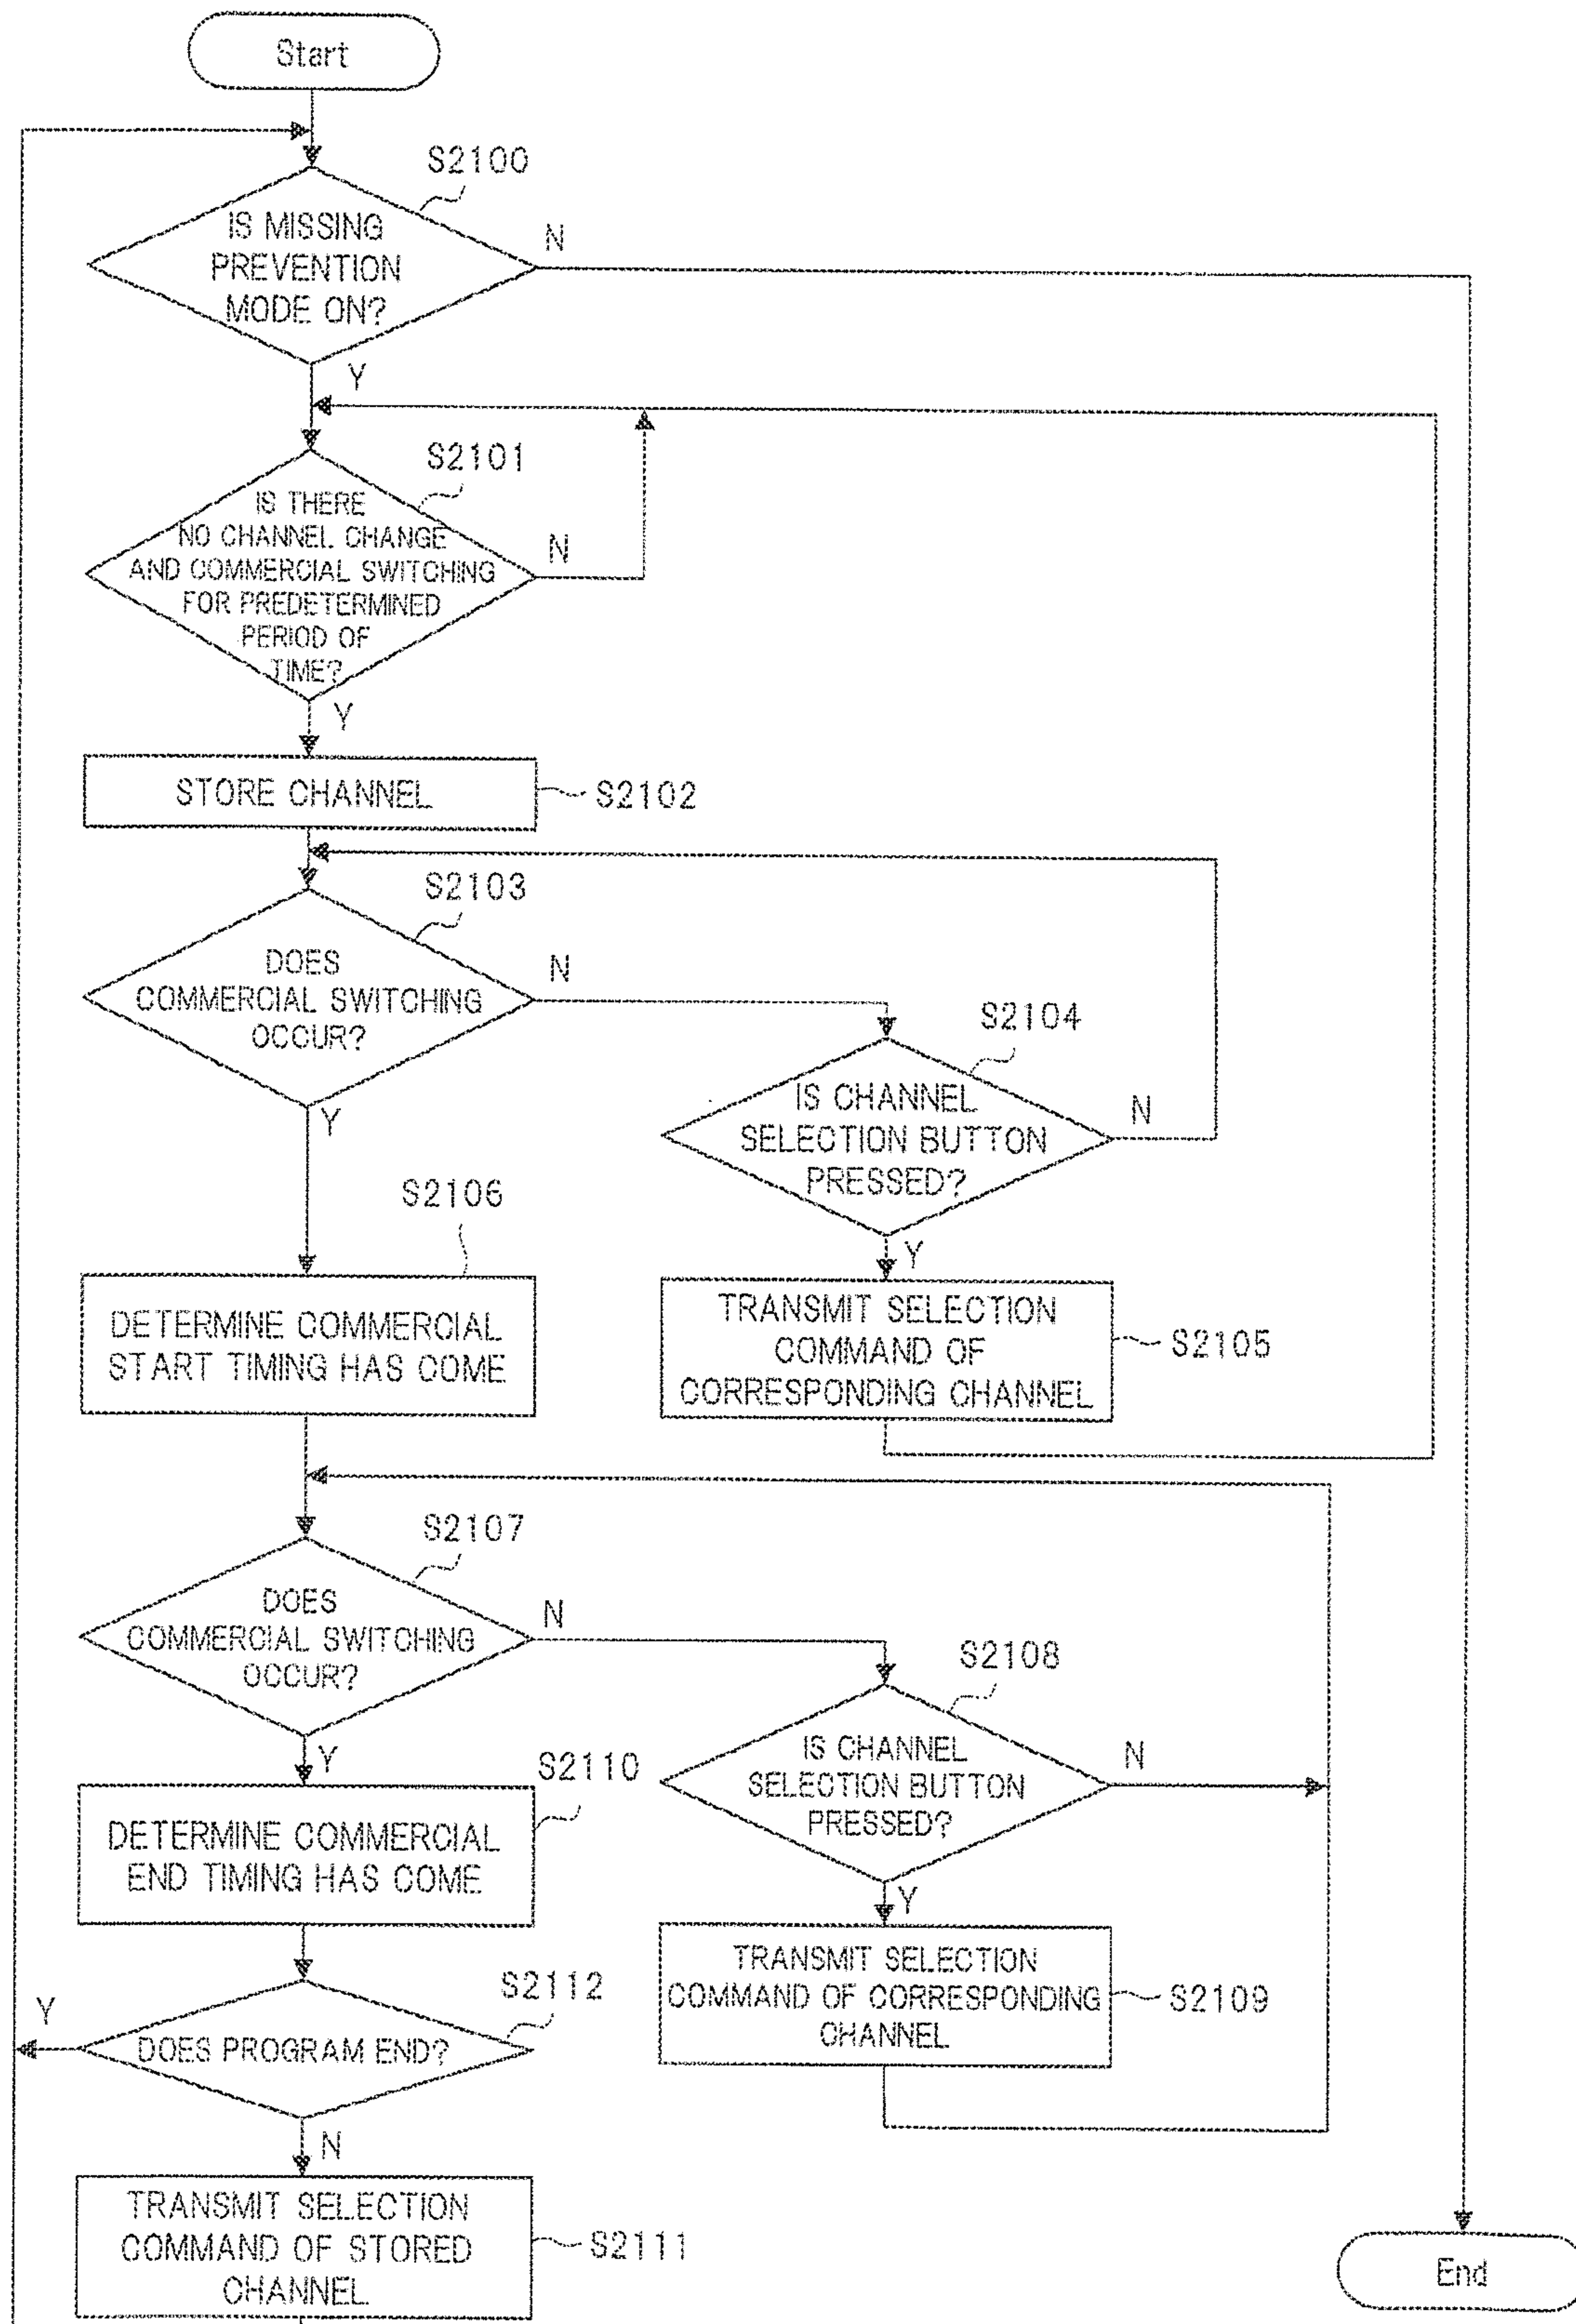 Start
S2100
IS MISSING
PREVENTION
MODE ON?
N
Y
S2101
IS THERE
NO CHANNEL CHANGE
AND COMMERCIAL SWITCHING
FOR PREDETERMINED
PERIOD OF
TIME?
N
Y
STORE CHANNEL
S2102
S2103
DOES
COMMERCIAL SWITCHING
OCCUR?
N
Y
S2104
IS CHANNEL
SELECTION BUTTON
PRESSED?
N
Y
TRANSMIT SELECTION
COMMAND OF
CORRESPONDING CHANNEL
S2105
S2106
DETERMINE COMMERCIAL
START TIMING HAS COME
S2107
DOES
COMMERCIAL SWITCHING
OCCUR?
N
Y
S2108
IS CHANNEL
SELECTION BUTTON
PRESSED?
N
Y
TRANSMIT SELECTION
COMMAND OF CORRESPONDING
CHANNEL
S2109
S2110
DETERMINE COMMERCIAL
END TIMING HAS COME
S2112
DOES PROGRAM END?
Y
N
TRANSMIT SELECTION
COMMAND OF STORED
CHANNEL
S2111
End